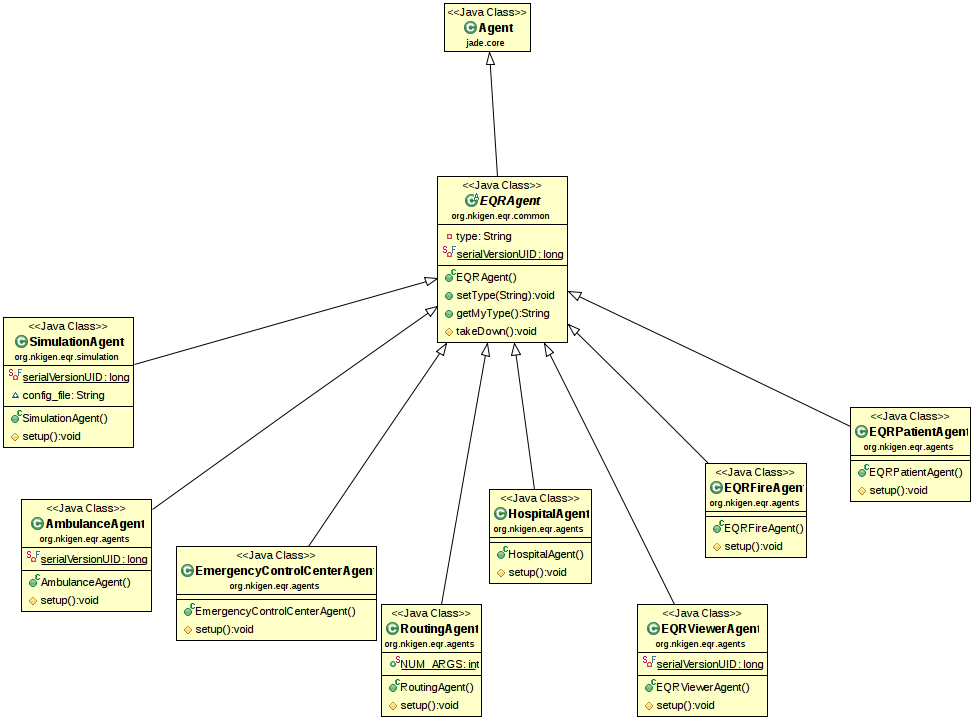 <<Java Class>>
Agent
jade.core
<<Java Class>>
EQRAgent
org.nkigen.eqr.common
type: String
serialVersionUID: long
EQRAgent()
setType(String):void
getMyType():String
takeDown():void
<<Java Class>>
SimulationAgent
org.nkigen.eqr.simulation
serialVersionUID: long
config_file: String
SimulationAgent()
setup():void
<<Java Class>>
EQRPatientAgent
org.nkigen.eqr.agents
EQRPatientAgent()
setup():void
<<Java Class>>
EQRFireAgent
org.nkigen.eqr.agents
EQRFireAgent()
setup():void
<<Java Class>>
HospitalAgent
org.nkigen.eqr.agents
HospitalAgent()
setup():void
<<Java Class>>
AmbulanceAgent
org.nkigen.eqr.agents
serialVersionUID: long
AmbulanceAgent()
setup():void
<<Java Class>>
EmergencyControlCenterAgent
org.nkigen.eqr.agents
EmergencyControlCenterAgent()
setup():void
<<Java Class>>
RoutingAgent
org.nkigen.eqr.agents
NUM_ARGS: int
RoutingAgent()
setup():void
<<Java Class>>
EQRViewerAgent
org.nkigen.eqr.agents
serialVersionUID: long
EQRViewerAgent()
setup():void